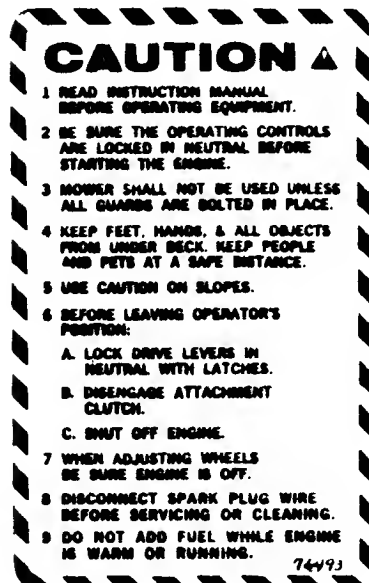 CAUTION
1 READ INSTRUCTION MANUAL
BEFORE OPERATING EQUIPMENT.
2 BE SURE THE OPERATING CONTROLS
ARE LOCKED IN NEUTRAL BEFORE
STARTING THE ENGINE.
3 MOWER SHALL NOT BE USED UNLESS
ALL GUARDS ARE BOLTED IN PLACE.
4 KEEP FEET, HANDS, & ALL OBJECTS
FROM UNDER DECK. KEEP PEOPLE
AND PETS AT A SAFE DISTANCE.
5 USE CAUTION ON SLOPES.
6 BEFORE LEAVING OPERATOR'S
POSITION:
A. LOCK DRIVE LEVERS IN
NEUTRAL WITH LATCHES.
B. DISENGAGE ATTACHMENT
CLUTCH.
C. SHUT OFF ENGINE.
7 WHEN ADJUSTING WHEELS
BE SURE ENGINE IS OFF.
8 DISCONNECT SPARK PLUG WIRE
BEFORE SERVICING OR CLEANING.
9 DO NOT ADD FUEL WHILE ENGINE
IS WARM OR RUNNING.
74493